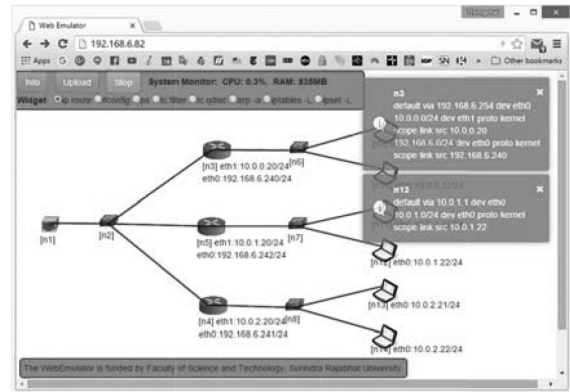 Web Emulator
192.168.6.82
Apps
Other bookmarks
Info Upload Stop System Monitor: CPU: 0.3%, RAM: 835MB
Widget ip route ifconfig ps tc filter tc qdisc arp -a iptables -L ipset -L
n3
default via 192.168.6.254 dev eth0
10.0.0.0/24 dev eth1 proto kernel
scope link src 10.0.0.20
192.168.6.0/24 dev eth0 proto kernel
scope link src 192.168.6.240
n12
default via 10.0.1.1 dev eth0
10.0.1.0/24 dev eth0 proto kernel
scope link src 10.0.1.22
[n3] eth1:10.0.0.20/24
eth0:192.168.6.240/24
[n6]
[n1]
[n2]
[n5] eth1:10.0.1.20/24
eth0:192.168.6.242/24
[n7]
[n12] eth0:10.0.1.22/24
[n4] eth1:10.0.2.20/24
eth0:192.168.6.241/24
[n8]
[n13] eth0:10.0.2.21/24
[n14] eth0:10.0.2.22/24
The WebEmulator is funded by Faculty of Science and Technology, Surindra Rajabhat University.